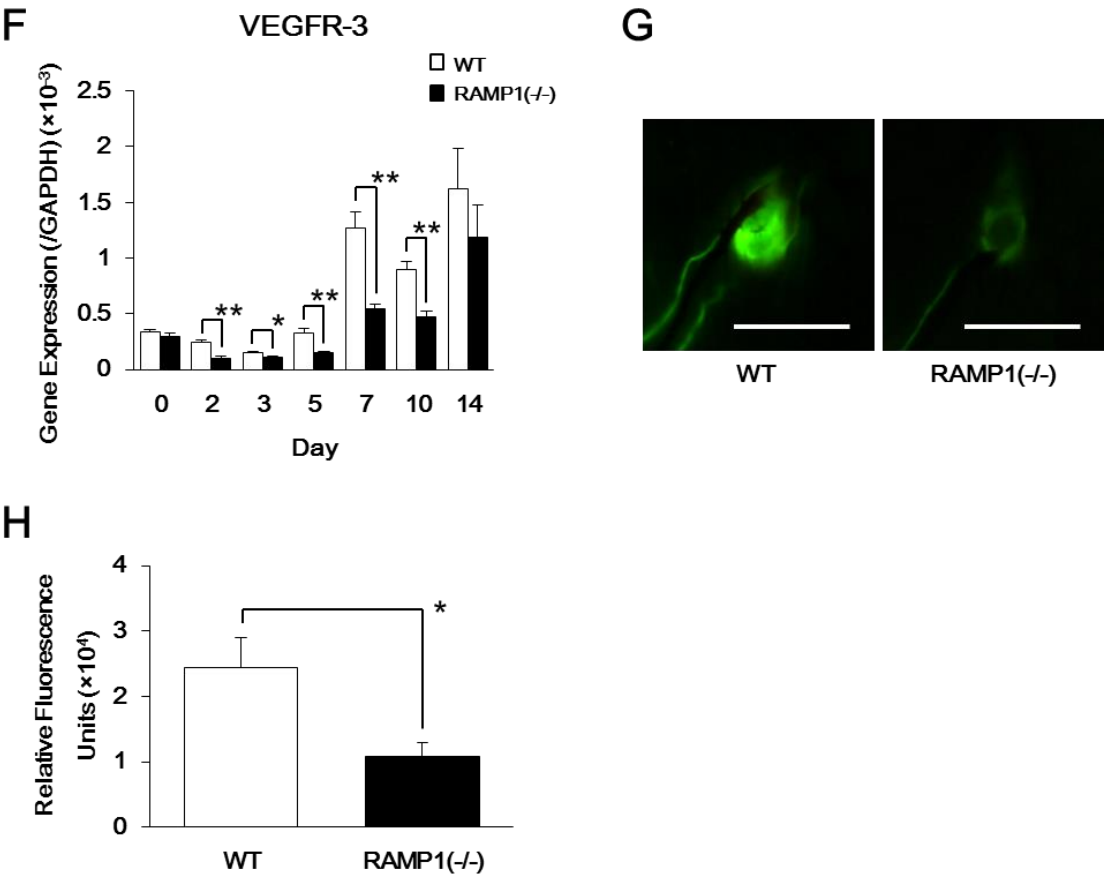 F
VEGFR-3
WT
RAMP1(-/-)
Gene Expression (/GAPDH) (×10⁻³)
2.5
2
1.5
1
0.5
0
**
*
**
**
**
0 2 3 5 7 10 14
Day
G
WT RAMP1(-/-)
H
Relative Fluorescence
Units (×10⁴)
4
3
2
1
0
*
WT RAMP1(-/-)